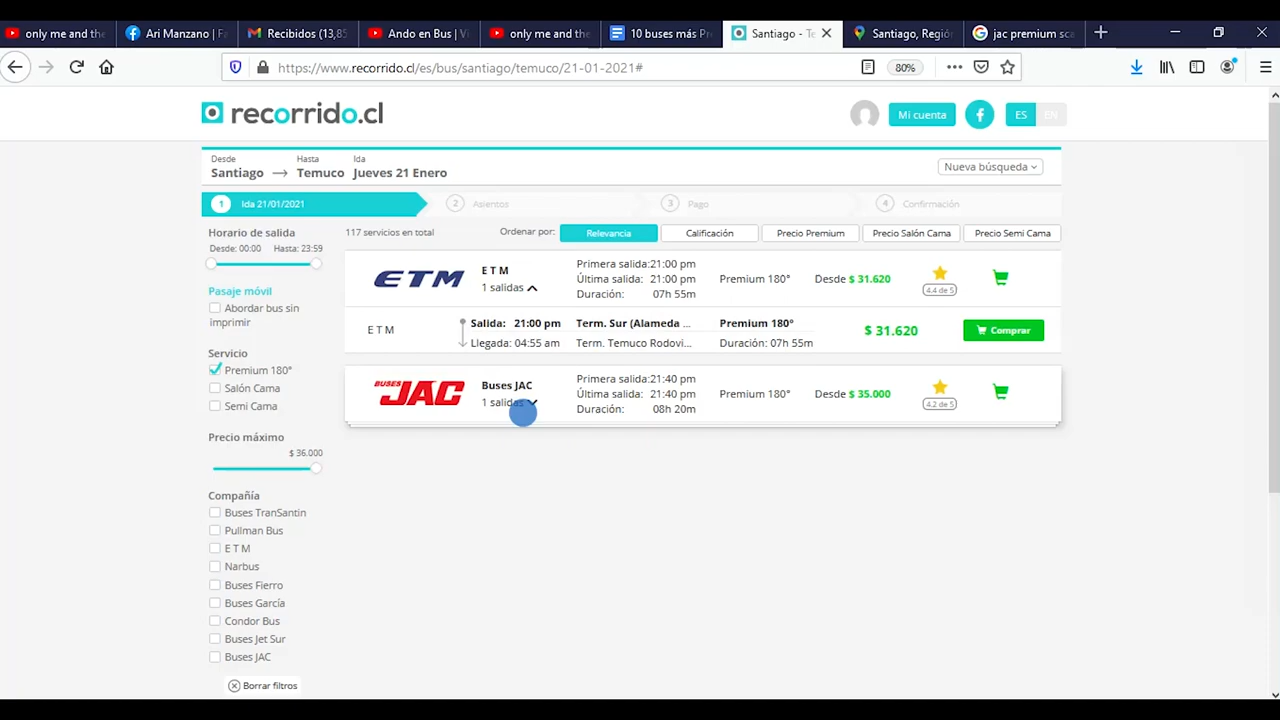 only me and the
Ari Manzano | Fa
Recibidos (13,85
Ando en Bus | Vi
only me and the
10 buses más Pr
Santiago - Te
Santiago, Regió
jac premium sca
https://www.recorrido.cl/es/bus/santiago/temuco/21-01-2021#
80%
recorrido.cl
Mi cuenta
ES
EN
Desde
Hasta
Ida
Santiago
Temuco
Jueves 21 Enero
Nueva búsqueda
1 Ida 21/01/2021
2 Asientos
3 Pago
4 Confirmación
Horario de salida
Desde: 00:00 Hasta: 23:59
Pasaje móvil
Abordar bus sin
imprimir
Servicio
Premium 180°
Salón Cama
Semi Cama
Precio máximo
$ 36.000
Compañía
Buses TranSantin
Pullman Bus
E T M
Narbus
Buses Fierro
Buses García
Condor Bus
Buses Jet Sur
Buses JAC
Borrar filtros
117 servicios en total
Ordenar por:
Relevancia
Calificación
Precio Premium
Precio Salón Cama
Precio Semi Cama
ETM
E T M
1 salidas
Primera salida:21:00 pm
Última salida: 21:00 pm
Duración: 07h 55m
Premium 180°
Desde $ 31.620
4.4 de 5
E T M
Salida: 21:00 pm
Llegada: 04:55 am
Term. Sur (Alameda ...
Term. Temuco Rodovi...
Premium 180°
Duración: 07h 55m
$ 31.620
Comprar
BUSES JAC
Buses JAC
1 salidas
Primera salida:21:40 pm
Última salida: 21:40 pm
Duración: 08h 20m
Premium 180°
Desde $ 35.000
4.2 de 5